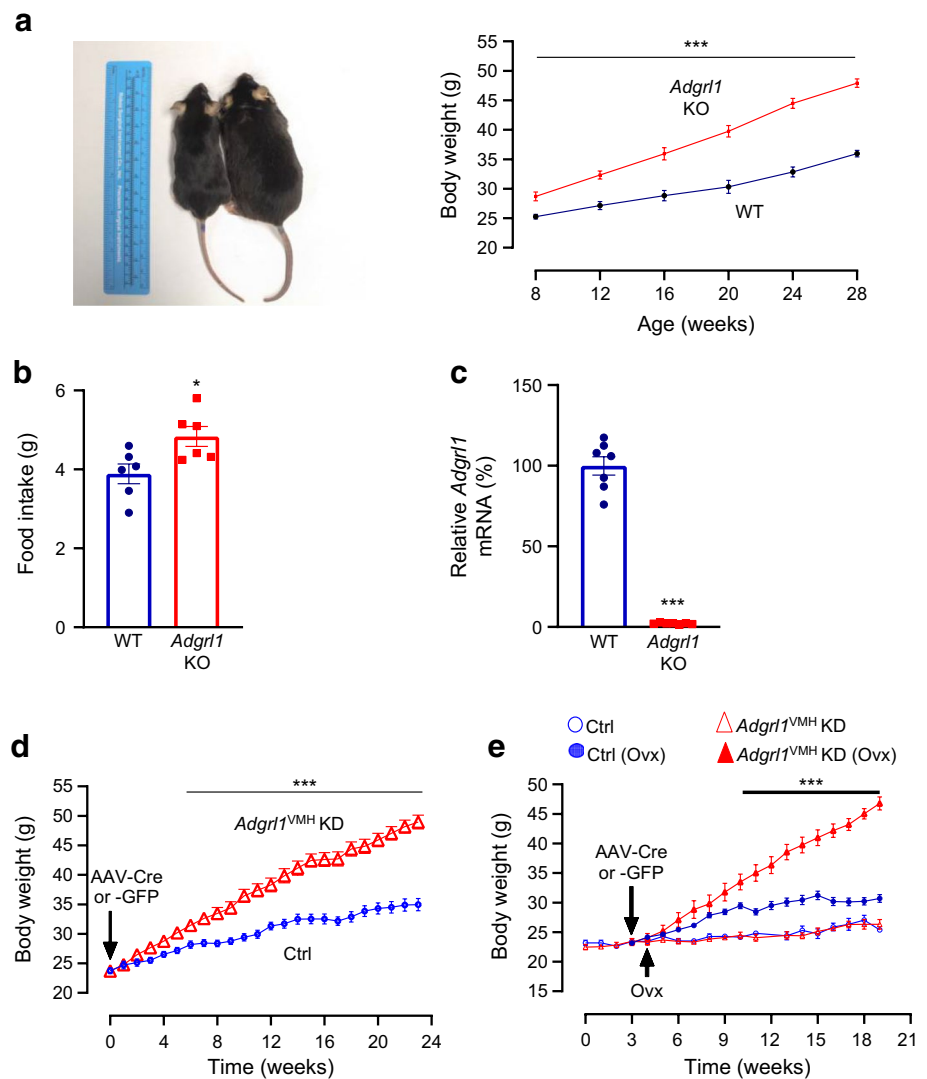 a
55
50
45
40
35
30
25
20
Body weight (g)
***
Adgrl1
KO
WT
8 12 16 20 24 28
Age (weeks)
b
6
4
2
0
Food intake (g)
*
WT Adgrl1
KO
c
150
100
50
0
Relative Adgrl1
mRNA (%)
***
WT Adgrl1
KO
d
55
50
45
40
35
30
25
20
Body weight (g)
***
Adgrl1VMH KD
AAV-Cre
or -GFP
Ctrl
0 4 8 12 16 20 24
Time (weeks)
Ctrl Adgrl1VMH KD
Ctrl (Ovx) Adgrl1VMH KD (Ovx)
e
50
45
40
35
30
25
20
15
Body weight (g)
***
AAV-Cre
or -GFP
Ovx
0 3 6 9 12 15 18 21
Time (weeks)